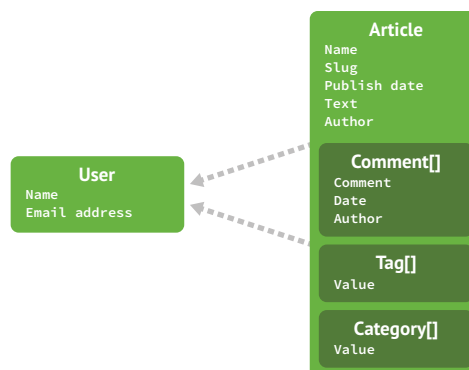 Article
Name
Slug
Publish date
Text
Author
Comment[]
Comment
Date
Author
Tag[]
Value
Category[]
Value
User
Name
Email address